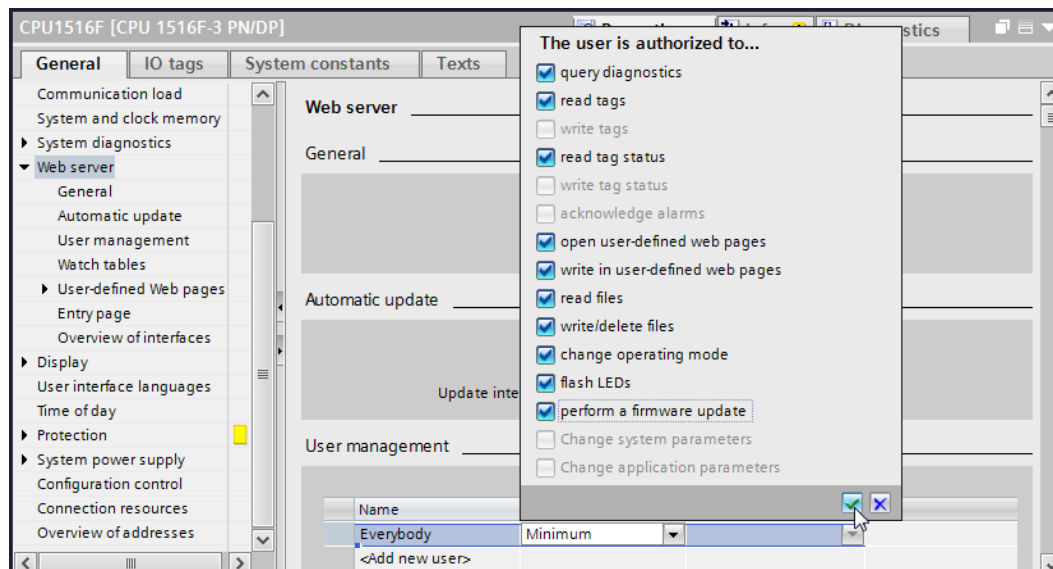 CPU1516F [CPU 1516F-3 PN/DP]
stics
General
IO tags
System constants
Texts
Communication load
System and clock memory
System diagnostics
Web server
General
Automatic update
User management
Watch tables
User-defined Web pages
Entry page
Overview of interfaces
Display
User interface languages
Time of day
Protection
System power supply
Configuration control
Connection resources
Overview of addresses
Web server
General
Automatic update
Update inte
User management
Name
Everybody
Minimum
<Add new user>
The user is authorized to...
query diagnostics
read tags
write tags
read tag status
write tag status
acknowledge alarms
open user-defined web pages
write in user-defined web pages
read files
write/delete files
change operating mode
flash LEDs
perform a firmware update
Change system parameters
Change application parameters